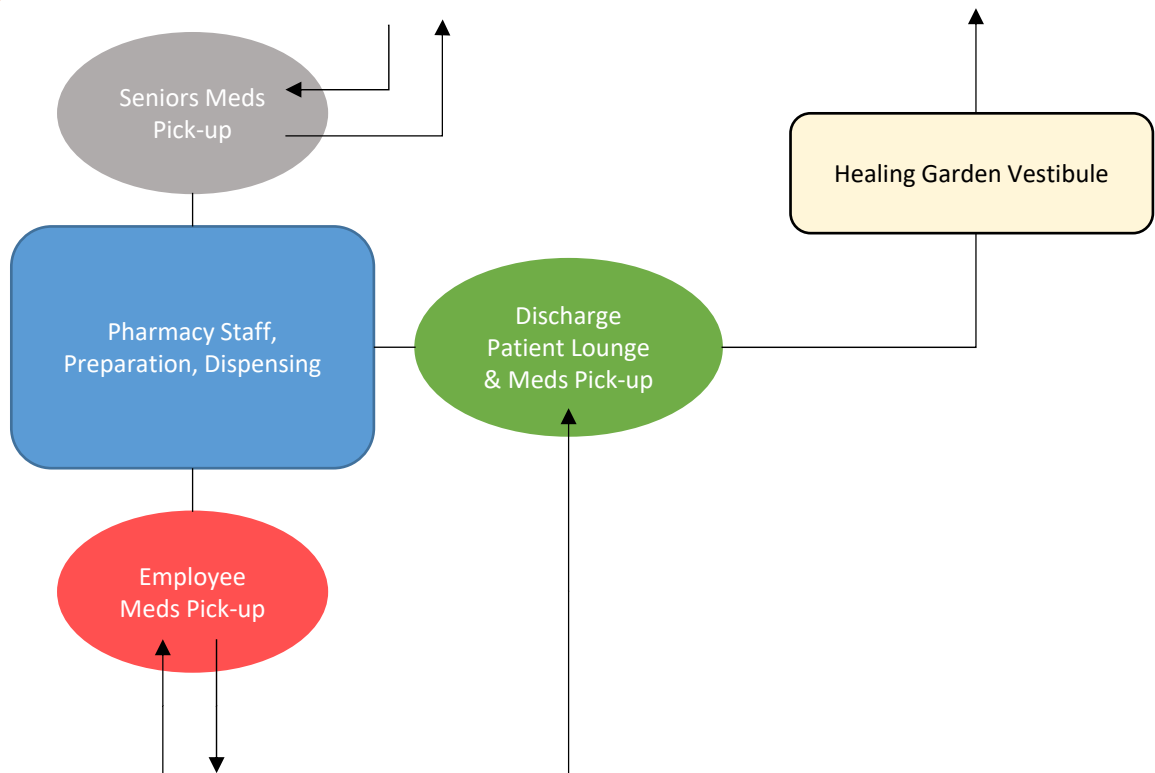 Seniors Meds
Pick-up
Healing Garden Vestibule
Pharmacy Staff,
Preparation, Dispensing
Discharge
Patient Lounge
& Meds Pick-up
Employee
Meds Pick-up